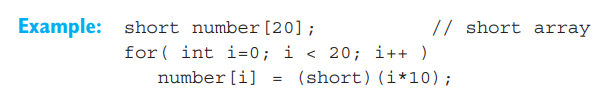 Example: short number[20]; // short array
for( int i=0; i < 20; i++ )
number[i] = (short)(i*10);